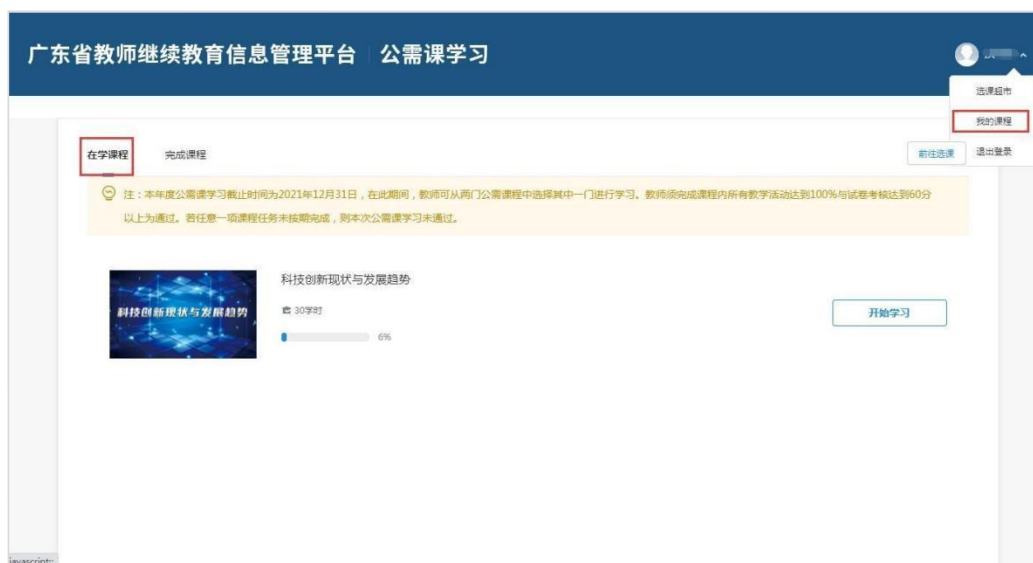 广东省教师继续教育信息管理平台 公需课学习
选课超市
我的课程
退出登录
在学课程 完成课程 前往选课
注：本年度公需课学习截止时间为2021年12月31日，在此期间，教师可从两门公需课程中选择其中一门进行学习。教师须完成课程内所有教学活动达到100%与试卷考核达到60分
以上为通过。若任意一项课程任务未按期完成，则本次公需课学习未通过。
科技创新现状与发展趋势
科技创新现状与发展趋势
30学时
6%
开始学习
javascript:;